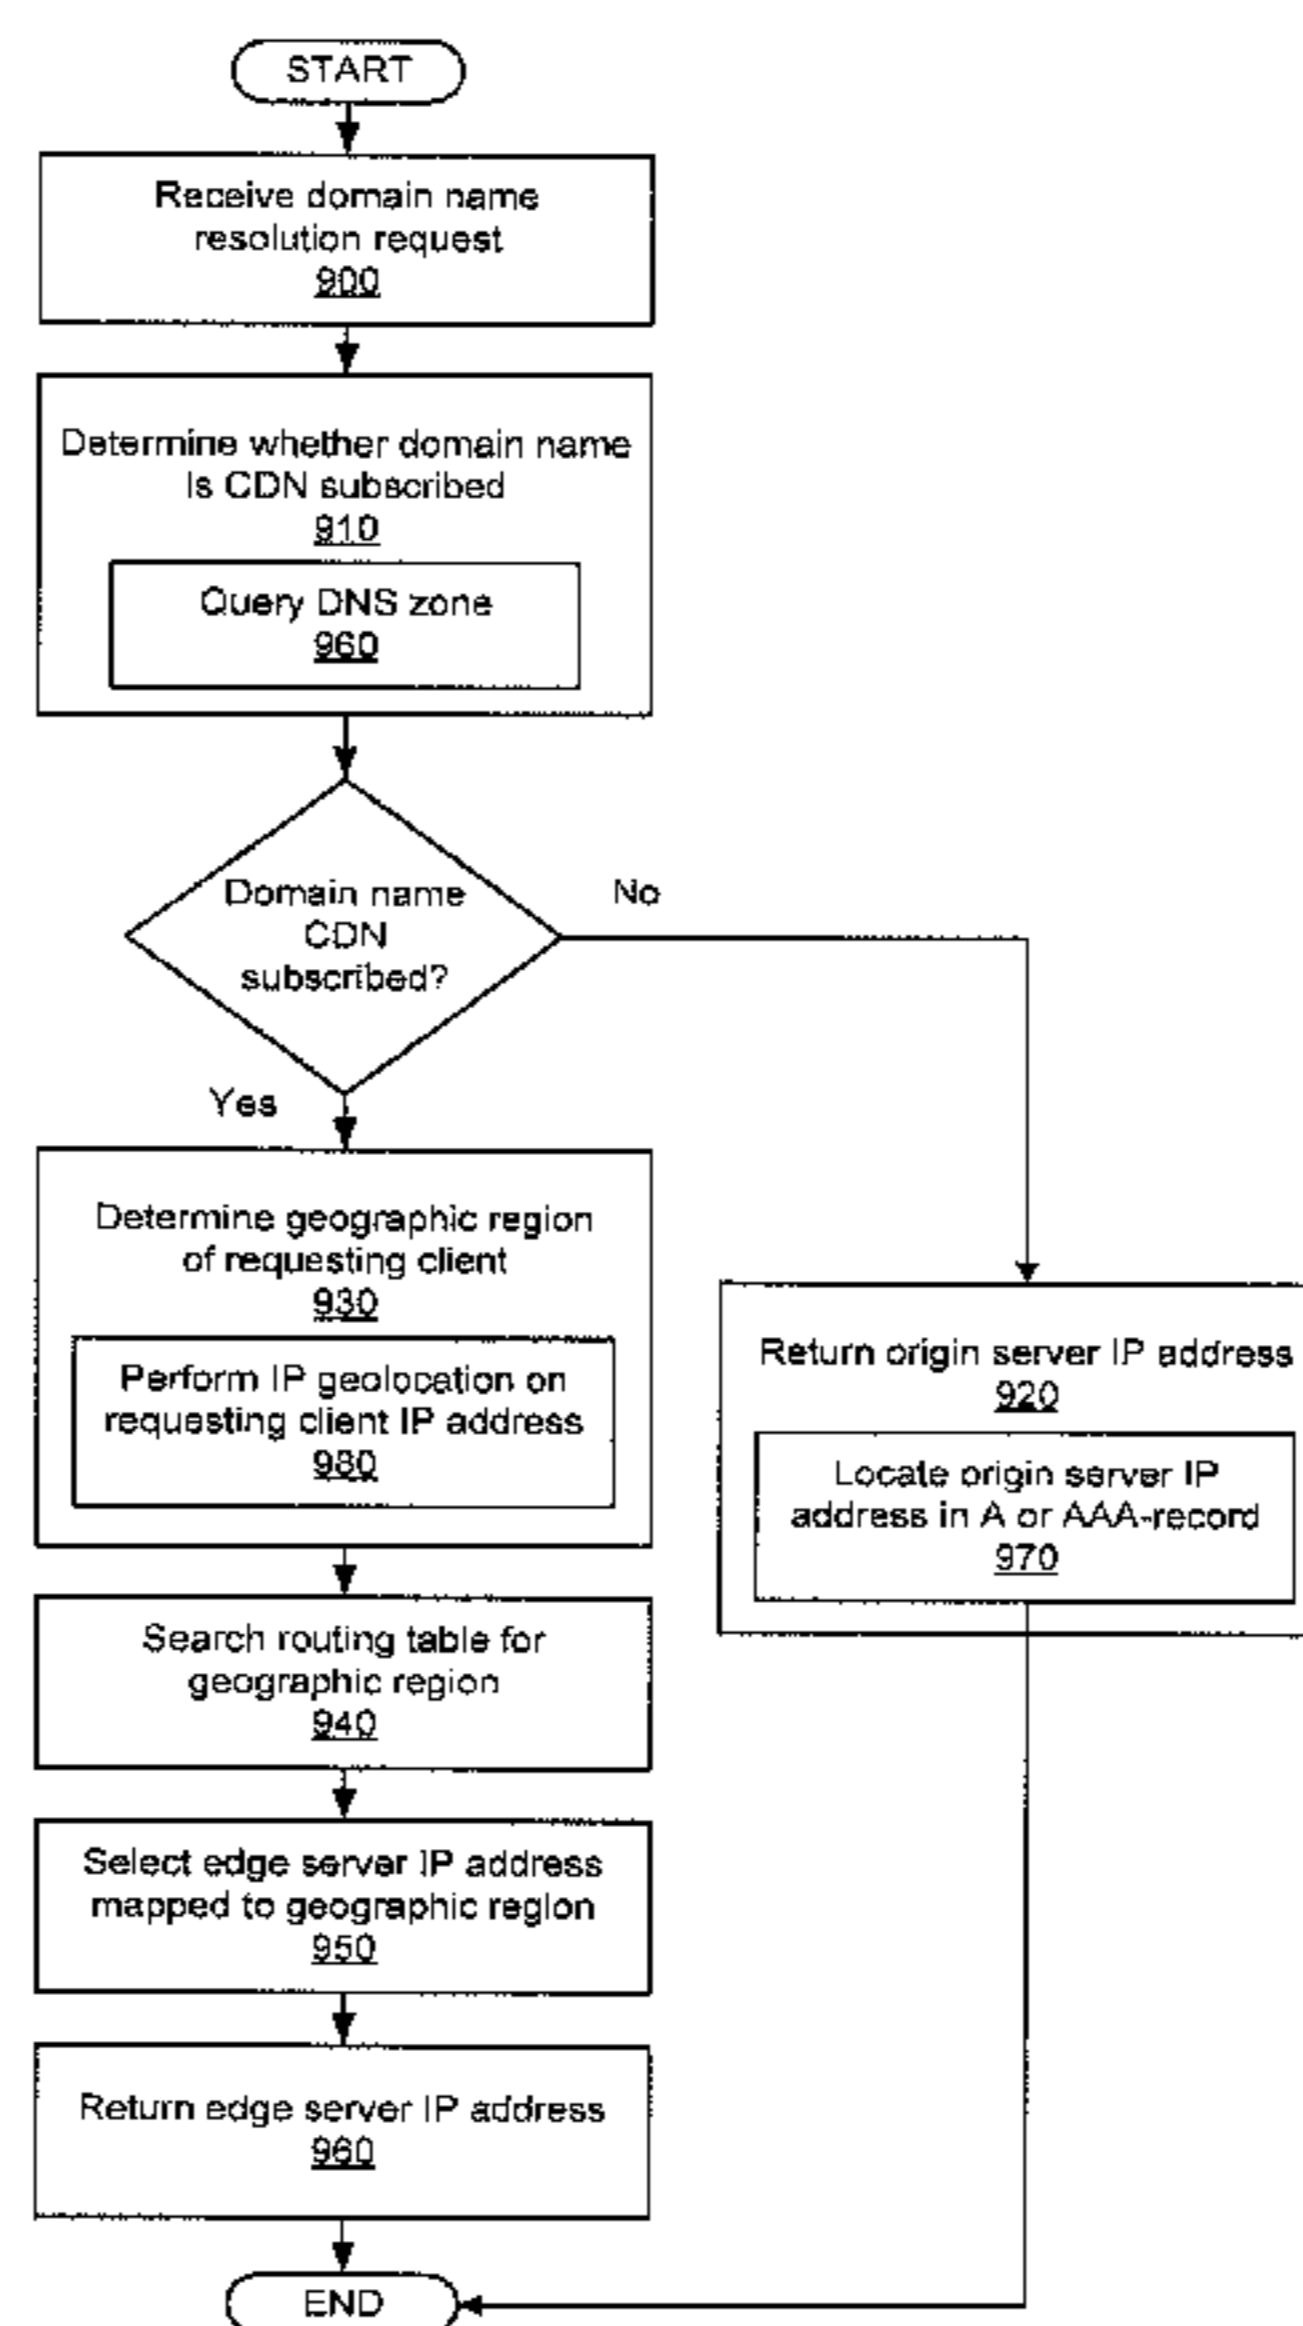 START
Receive domain name
resolution request
900
Determine whether domain name
is CDN subscribed
910
Query DNS zone
960
Domain name
CDN
subscribed?
No
Yes
Determine geographic region
of requesting client
930
Perform IP geolocation on
requesting client IP address
980
Search routing table for
geographic region
940
Select edge server IP address
mapped to geographic region
950
Return edge server IP address
960
Return origin server IP address
920
Locate origin server IP
address in A or AAA-record
970
END